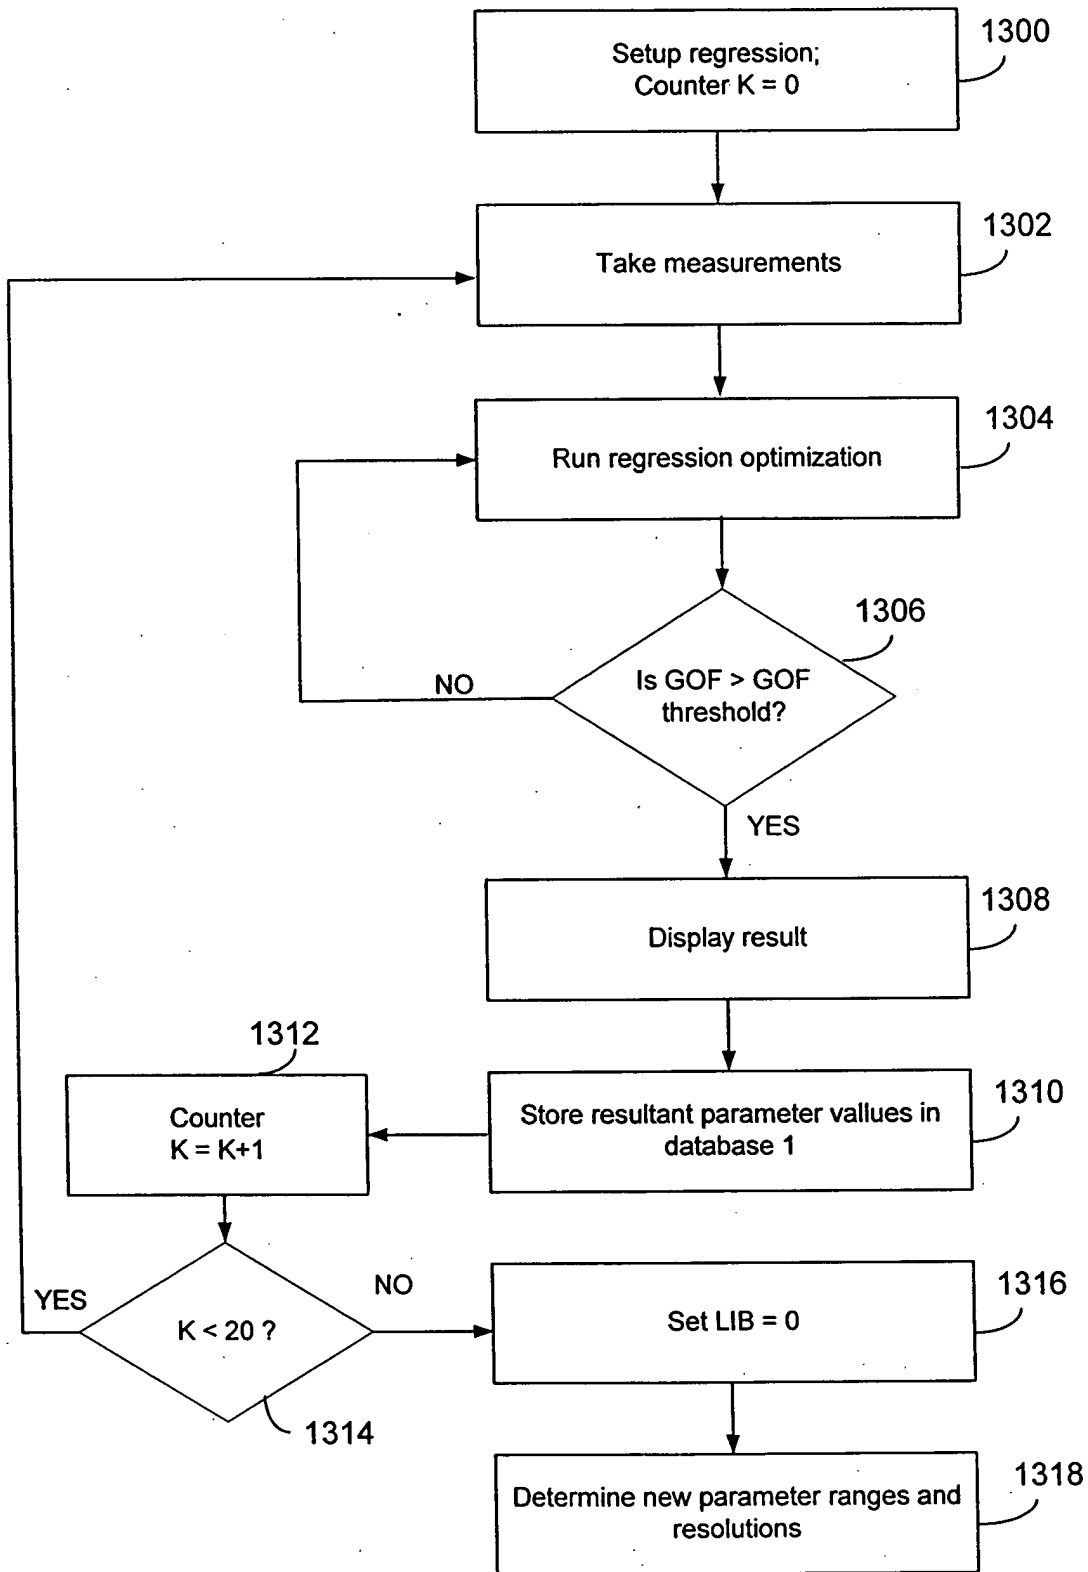 1300
Setup regression;
Counter K = 0
1302
Take measurements
1304
Run regression optimization
1306
Is GOF > GOF
threshold?
NO
YES
1308
Display result
1310
Store resultant parameter vallues in
database 1
1312
Counter
K = K+1
YES
K < 20 ?
NO
1314
1316
Set LIB = 0
1318
Determine new parameter ranges and
resolutions